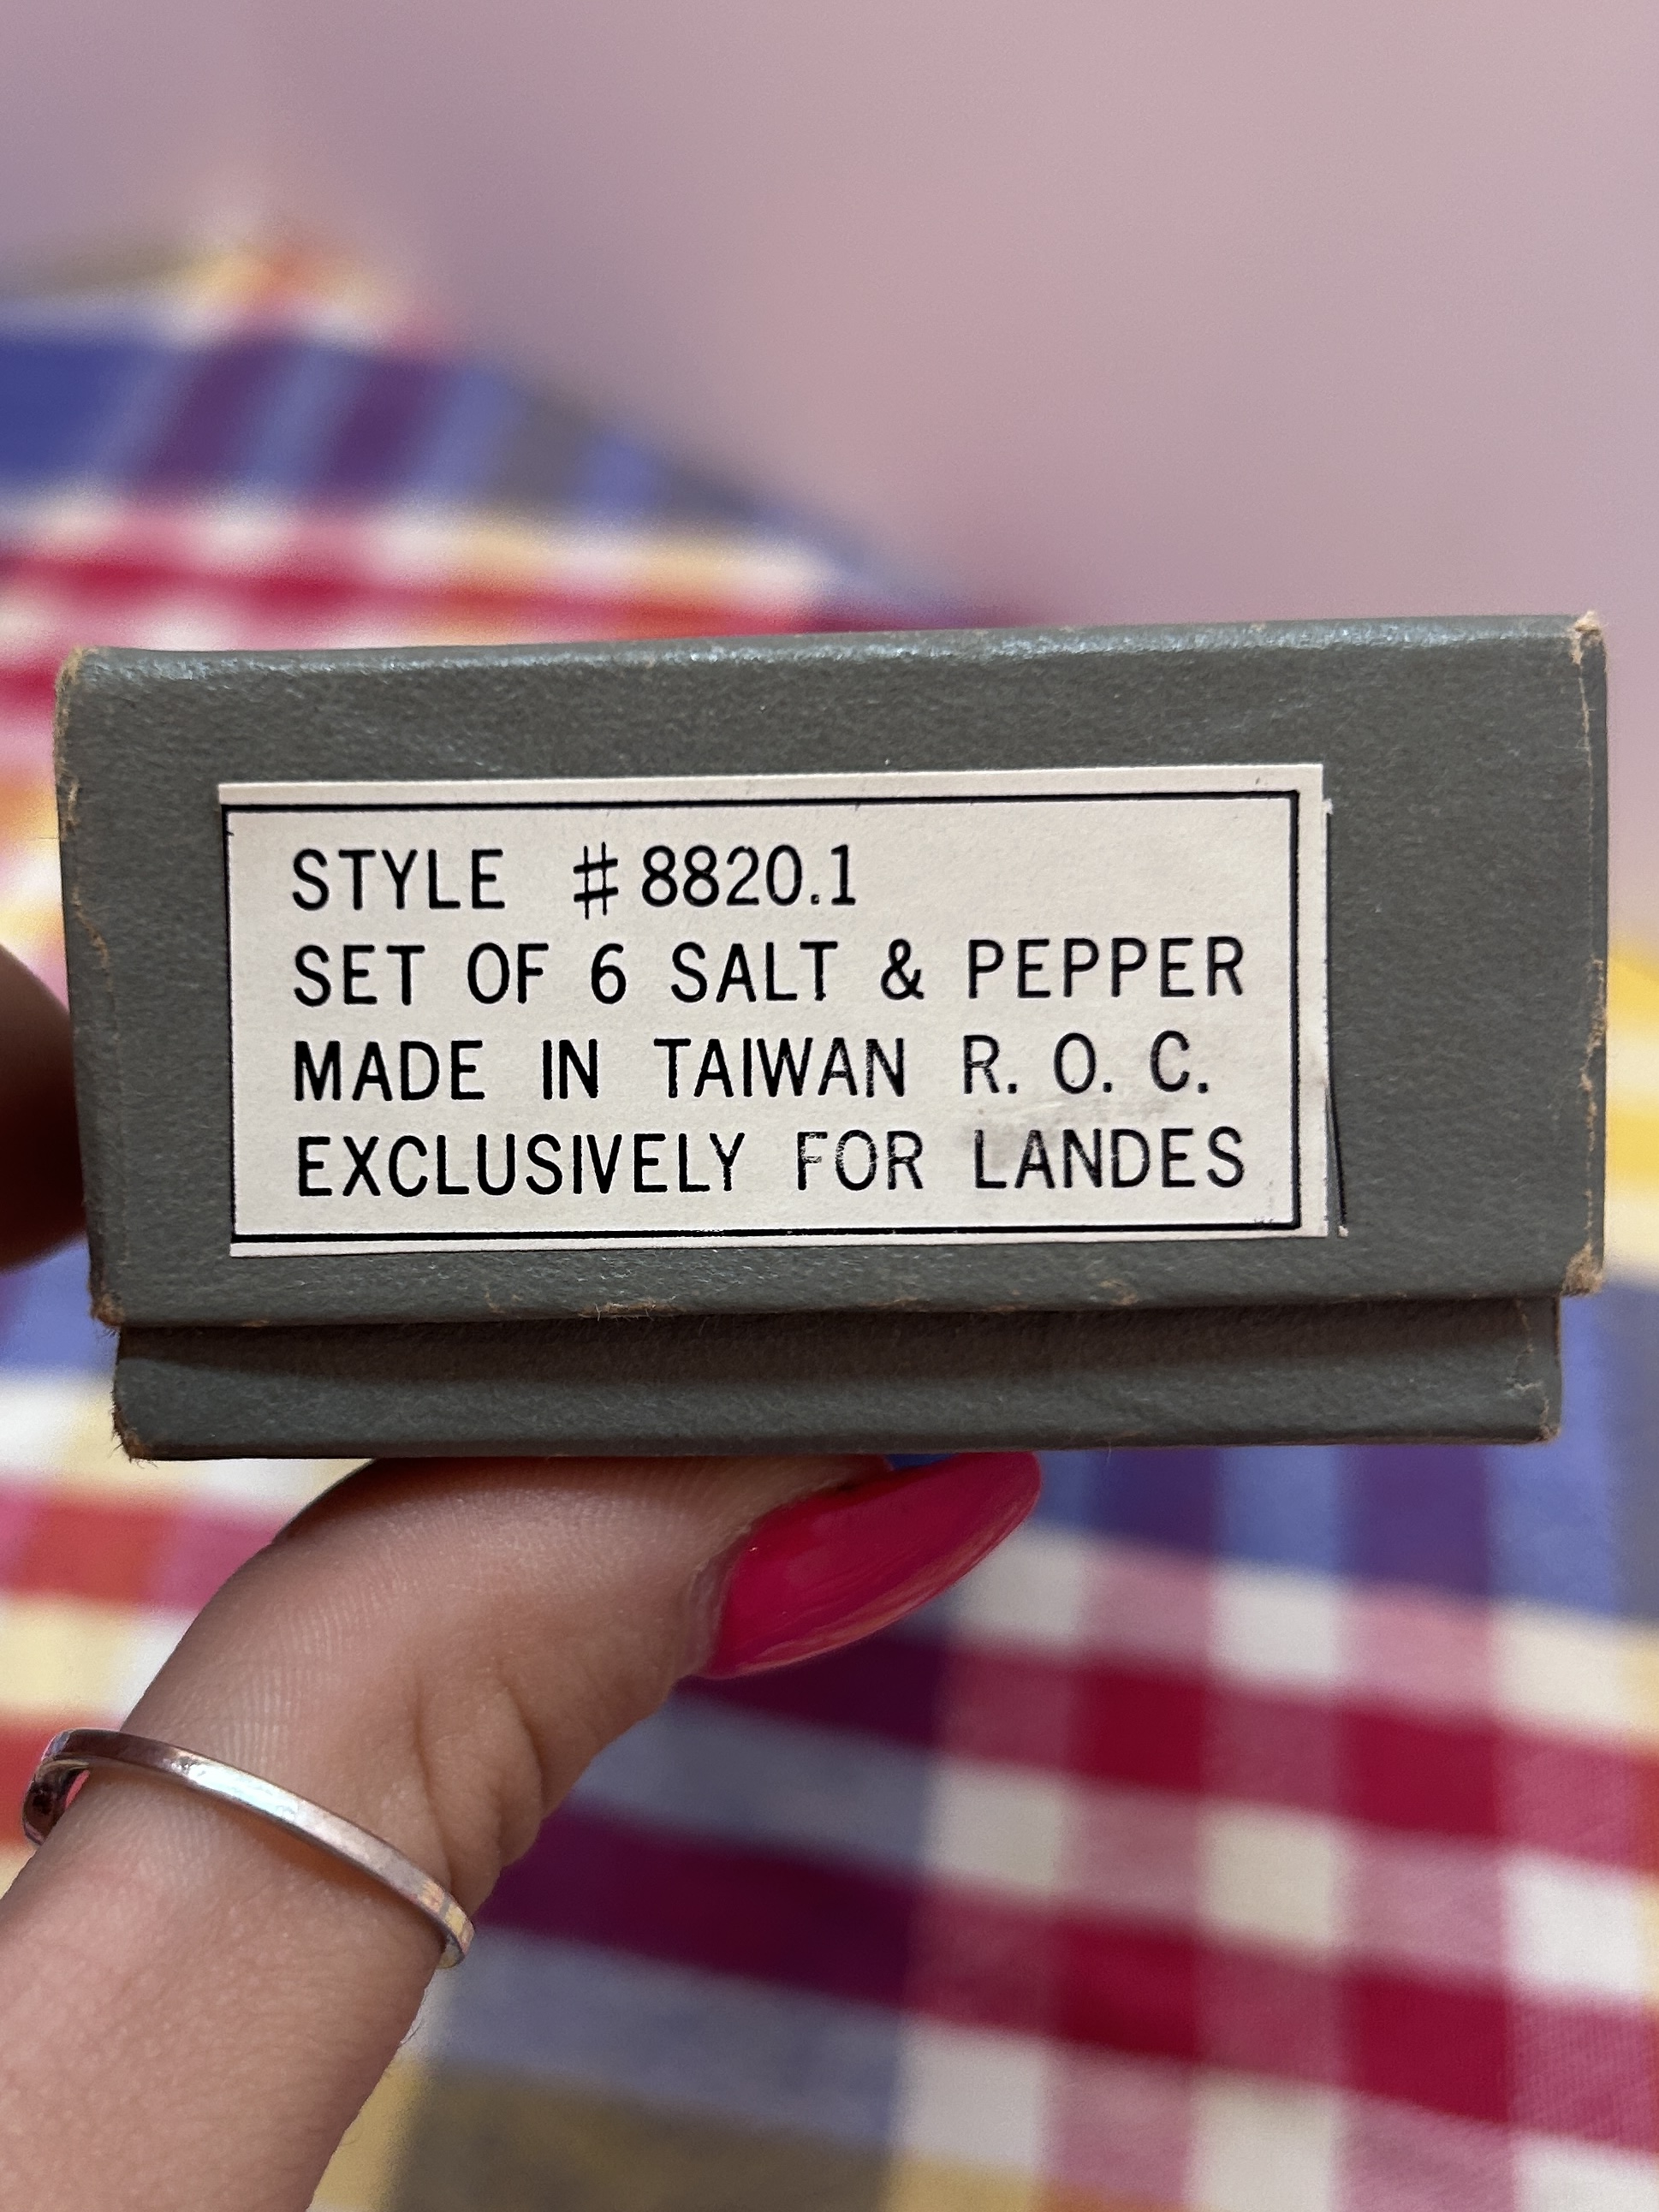 STYLE #8820.1
SET OF 6 SALT & PEPPER
MADE IN TAIWAN R. O. C.
EXCLUSIVELY FOR LANDES